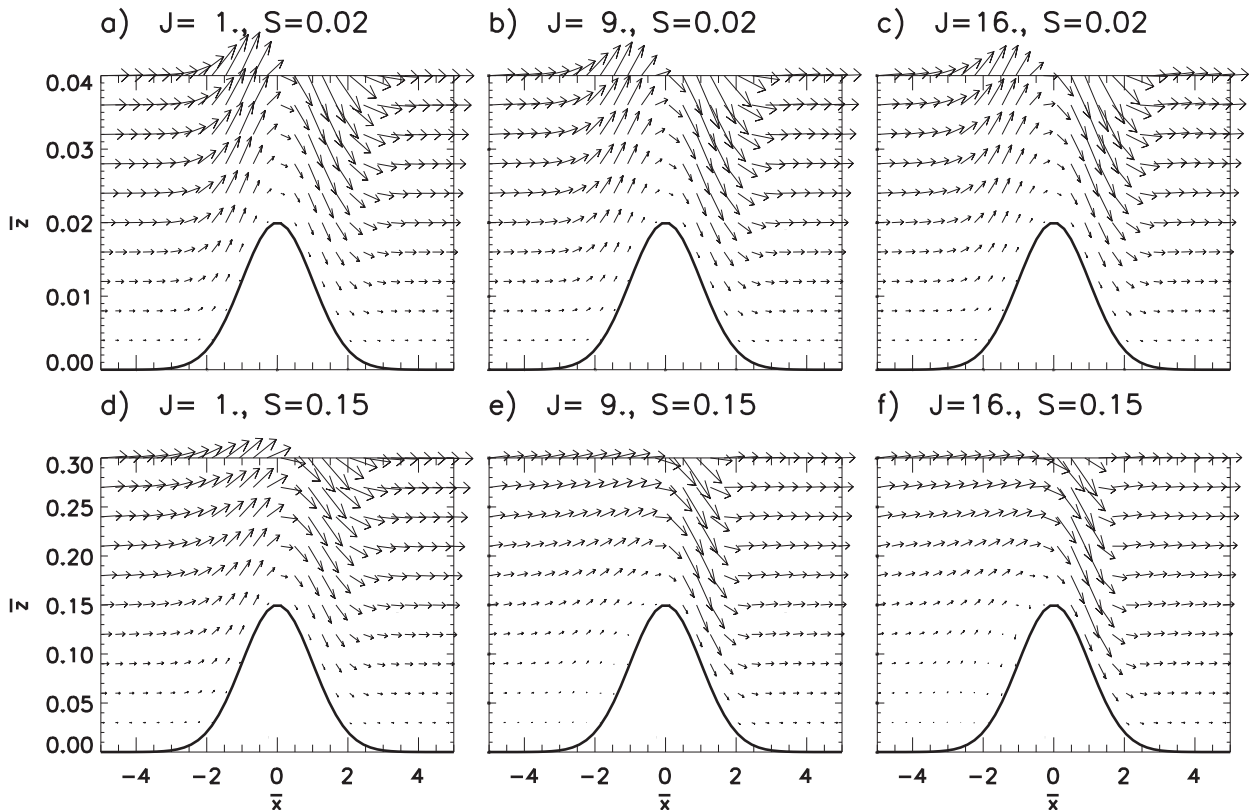 a) J= 1., S=0.02
b) J= 9., S=0.02
c) J=16., S=0.02
0.04
0.03
z̄
0.02
0.01
0.00
d) J= 1., S=0.15
e) J= 9., S=0.15
f) J=16., S=0.15
0.30
0.25
0.20
z̄
0.15
0.10
0.05
0.00
−4 −2 0 2 4
−4 −2 0 2 4
−4 −2 0 2 4
x̄
x̄
x̄